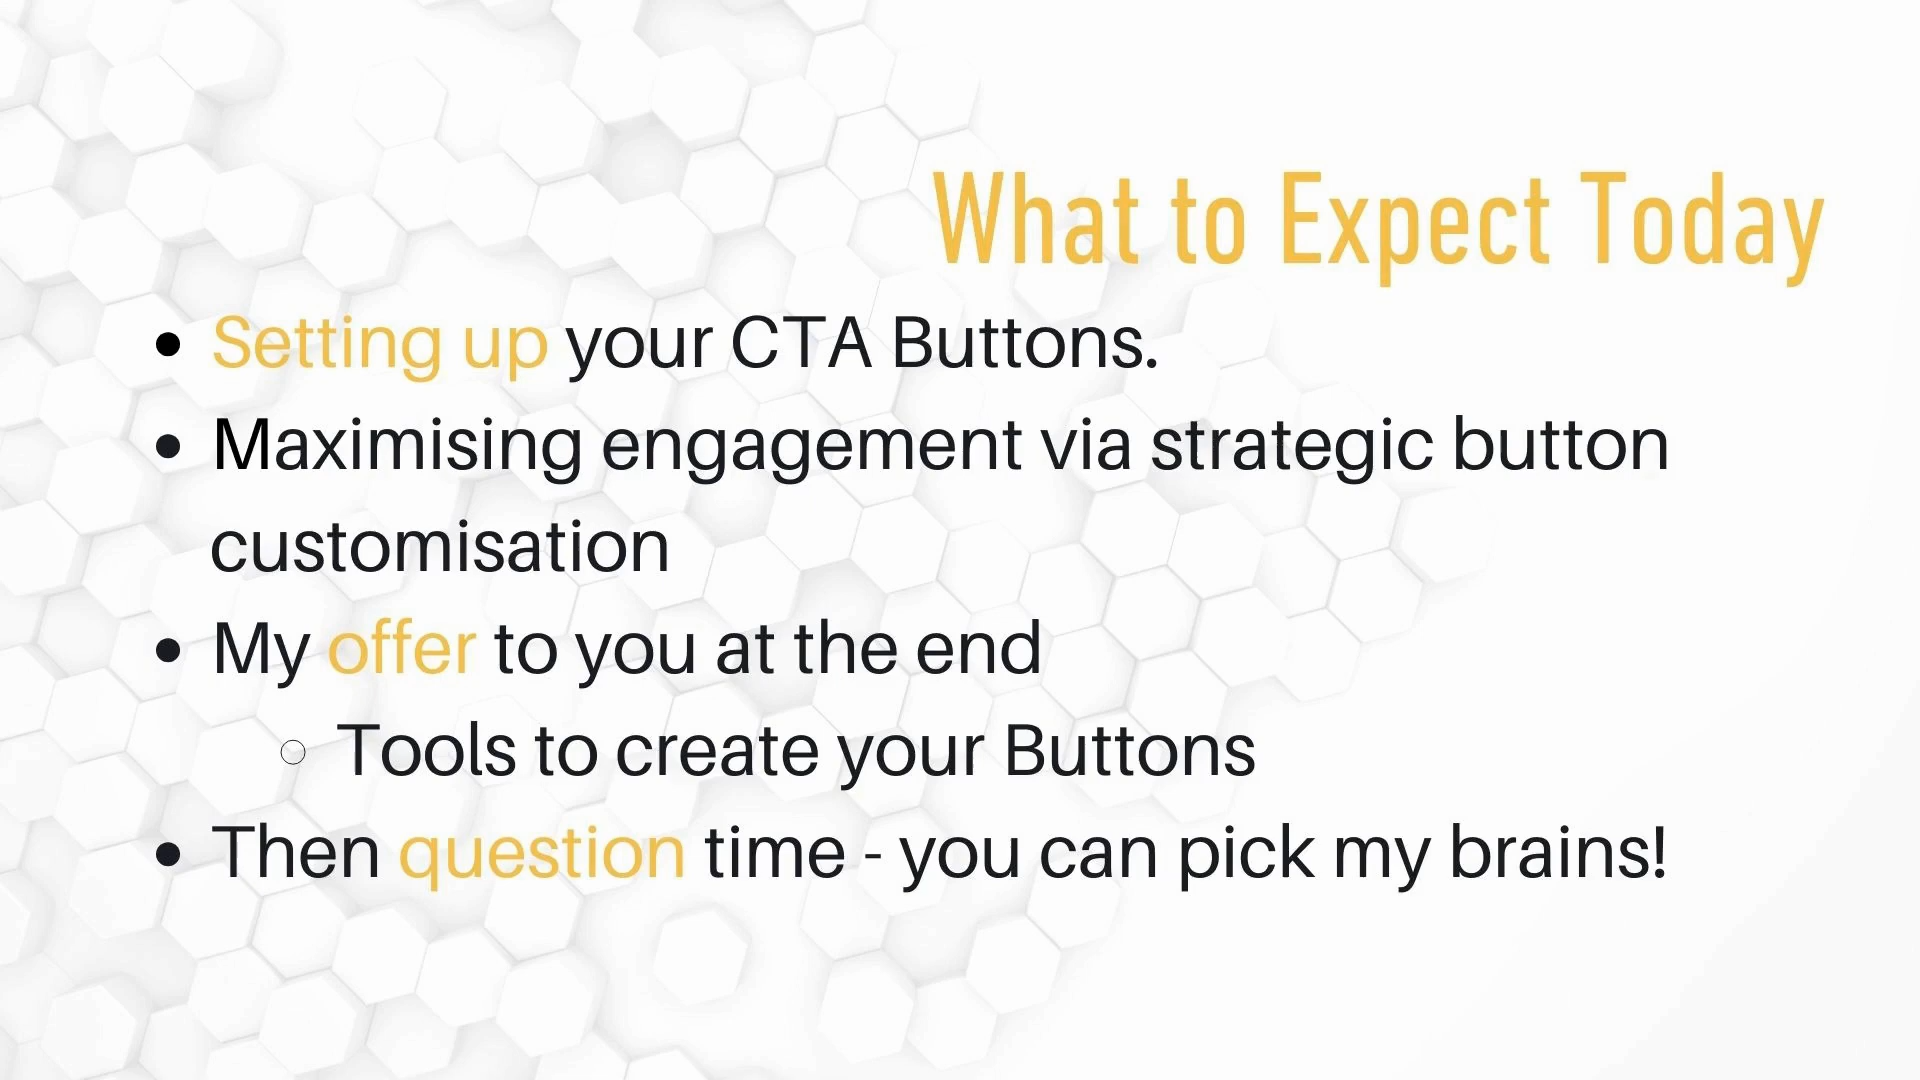 What to Expect Today
• Setting up your CTA Buttons.
• Maximising engagement via strategic button
customisation
• My offer to you at the end
○ Tools to create your Buttons
• Then question time - you can pick my brains!